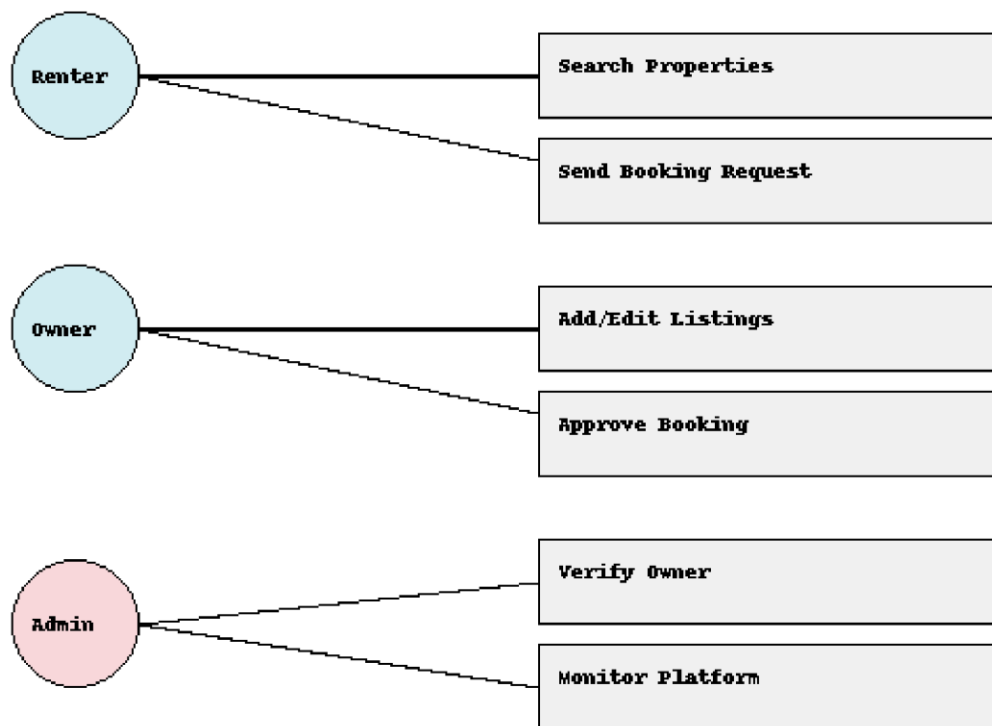 Renter
Search Properties
Send Booking Request
Owner
Add/Edit Listings
Approve Booking
Verify Owner
Admin
Monitor Platform